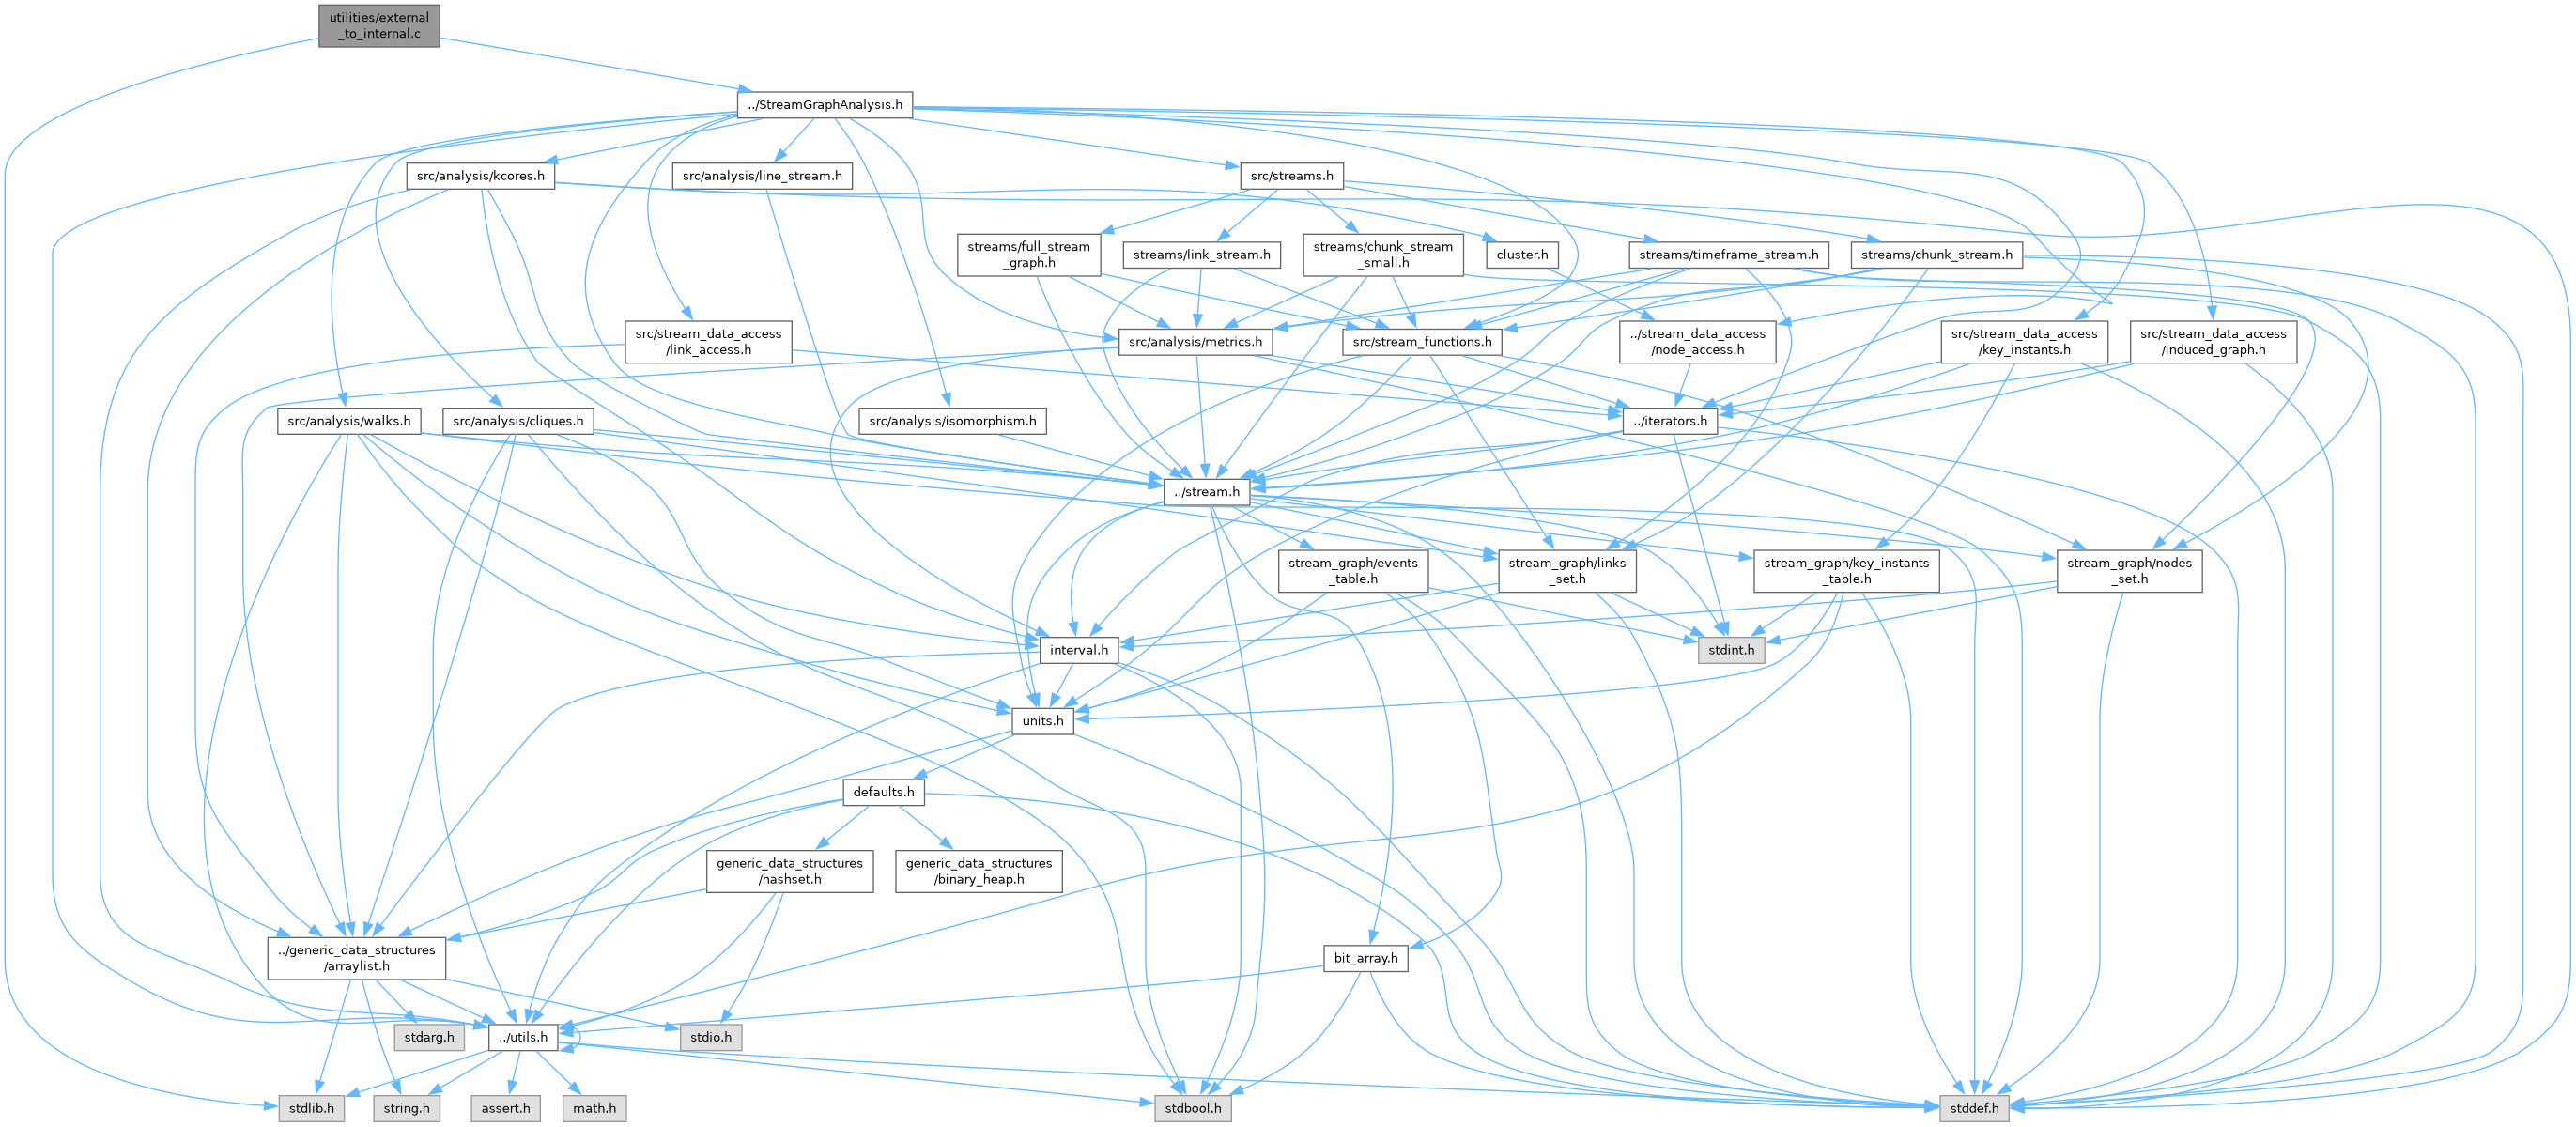 utilities/external
_to_internal.c
../StreamGraphAnalysis.h
src/analysis/kcores.h
src/analysis/line_stream.h
src/streams.h
streams/full_stream
_graph.h
streams/link_stream.h
streams/chunk_stream
_small.h
cluster.h
streams/timeframe_stream.h
streams/chunk_stream.h
src/stream_data_access
/link_access.h
src/analysis/metrics.h
src/stream_functions.h
../stream_data_access
/node_access.h
src/stream_data_access
/key_instants.h
src/stream_data_access
/induced_graph.h
src/analysis/walks.h
src/analysis/cliques.h
src/analysis/isomorphism.h
../iterators.h
../stream.h
stream_graph/events
_table.h
stream_graph/links
_set.h
stream_graph/key_instants
_table.h
stream_graph/nodes
_set.h
interval.h
stdint.h
units.h
defaults.h
generic_data_structures
/hashset.h
generic_data_structures
/binary_heap.h
../generic_data_structures
/arraylist.h
bit_array.h
stdarg.h
../utils.h
stdio.h
stdlib.h
string.h
assert.h
math.h
stdbool.h
stddef.h